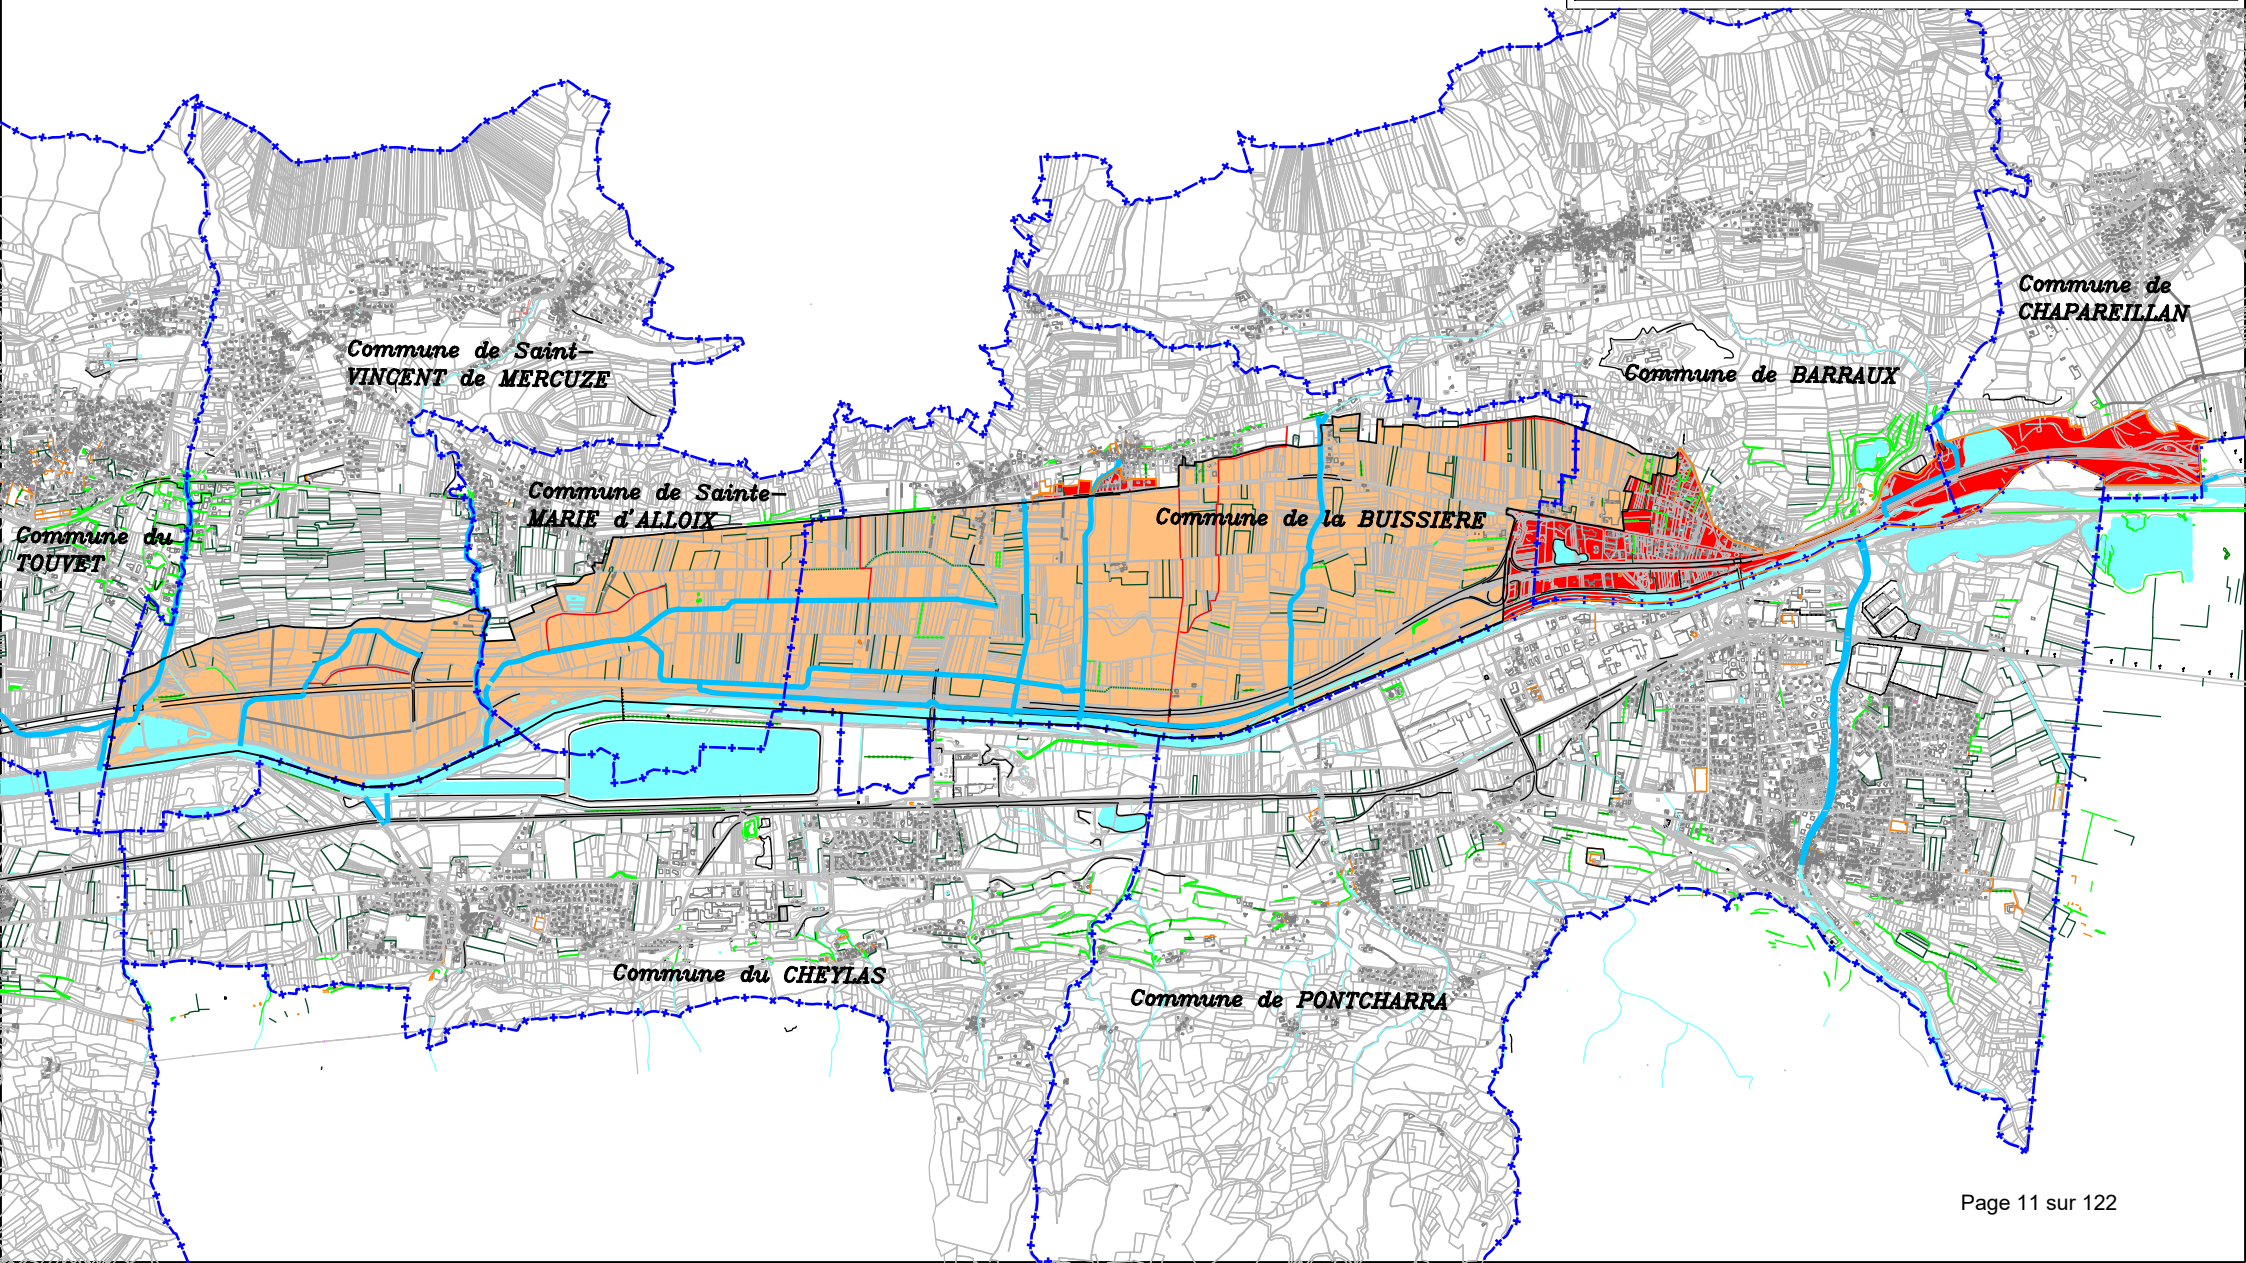 Commune de
CHAPAREILLAN
Commune de Saint-
VINCENT de MERCUZE
Commune de BARRAUX
Commune de Sainte-
MARIE d'ALLOIX
Commune de la BUISSIERE
Commune du
TOUVET
Commune du CHEYLAS
Commune de PONTCHARRA
Page 11 sur 122